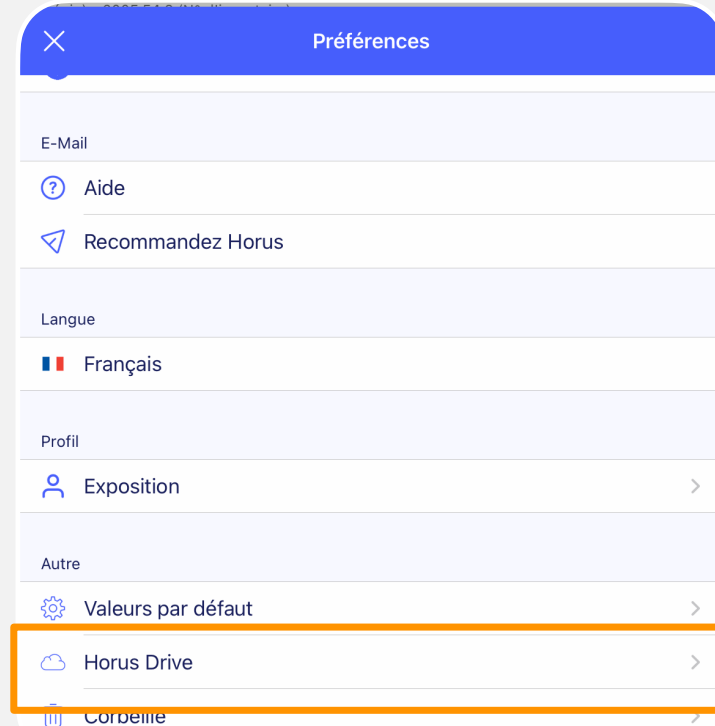 Préférences
E-Mail
Aide
Recommandez Horus
Langue
Français
Profil
Exposition
Autre
Valeurs par défaut
Horus Drive
Corbeille